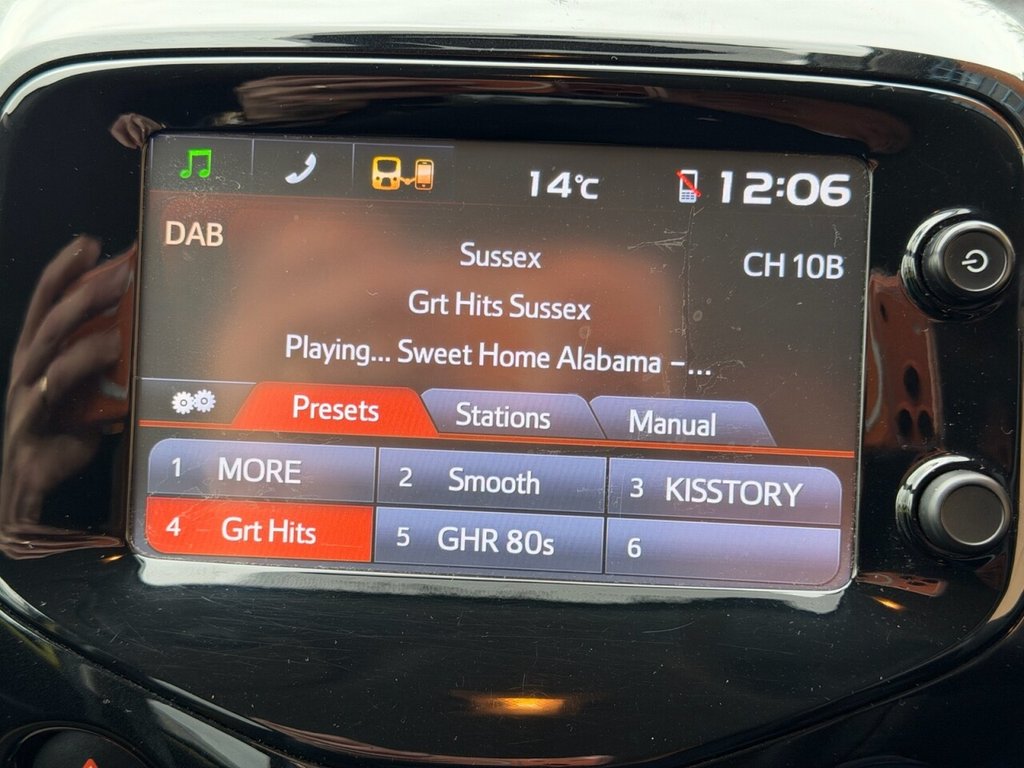 14°C 12:06
DAB
Sussex
CH 10B
Grt Hits Sussex
Playing... Sweet Home Alabama –...
Presets Stations Manual
1 MORE 2 Smooth 3 KISSTORY
4 Grt Hits 5 GHR 80s 6